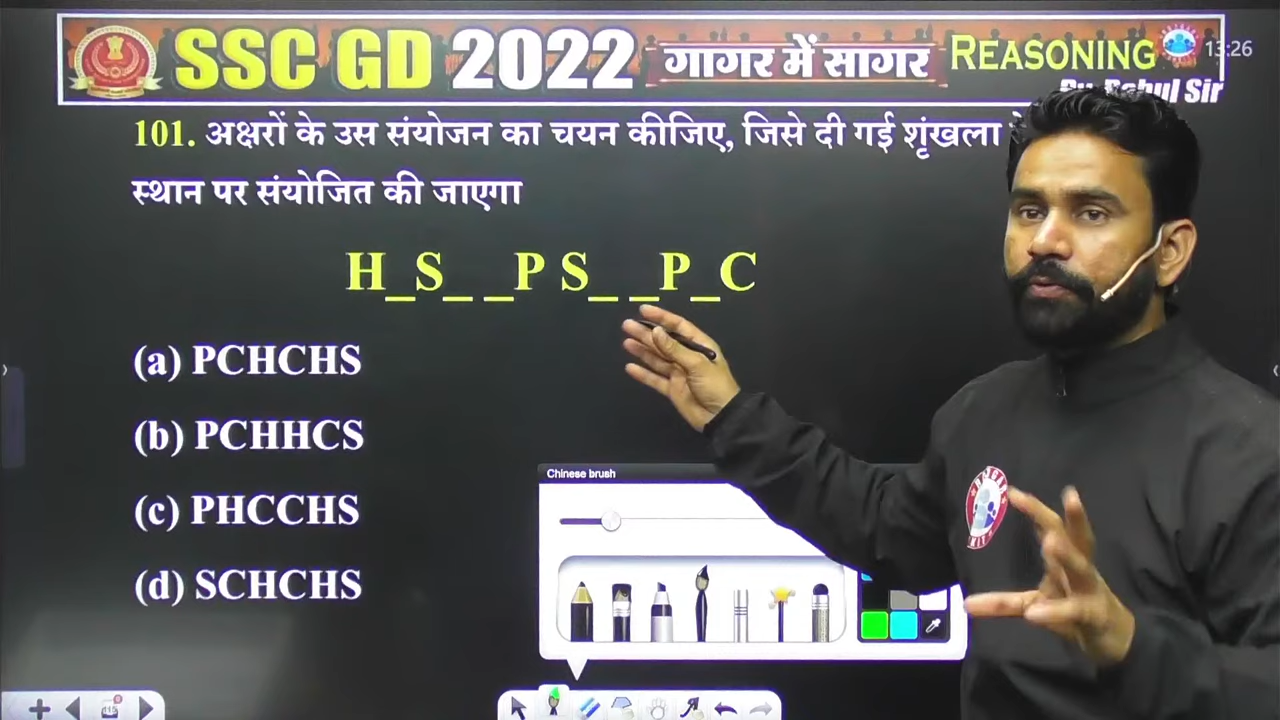 SSC GD 2022 गागर में सागर REASONING 13:26
By Rahul Sir
101. अक्षरों के उस संयोजन का चयन कीजिए, जिसे दी गई शृंखला
स्थान पर संयोजित की जाएगा
H_S_ _P S_ _P_C
(a) PCHCHS
(b) PCHHCS
(c) PHCCHS
(d) SCHCHS
Chinese brush